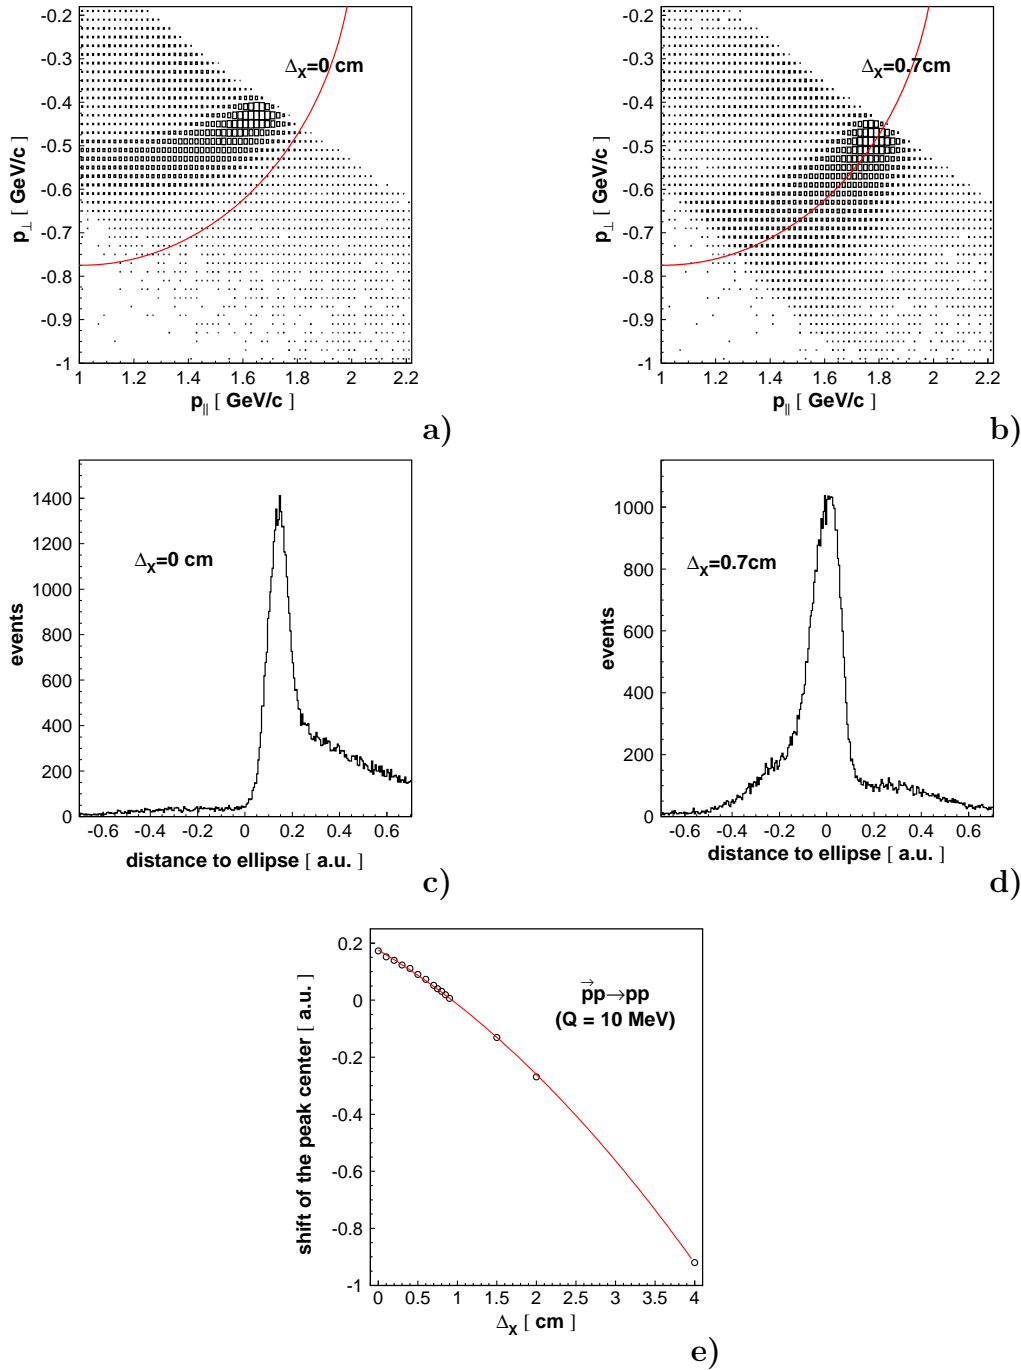 -0.2
-0.3
-0.4
-0.5
-0.6
-0.7
-0.8
-0.9
-1
p⊥ [ GeV/c ]
Δx=0 cm
1 1.2 1.4 1.6 1.8 2 2.2
p|| [ GeV/c ]
a)
-0.2
-0.3
-0.4
-0.5
-0.6
-0.7
-0.8
-0.9
-1
p⊥ [ GeV/c ]
Δx=0.7cm
1 1.2 1.4 1.6 1.8 2 2.2
p|| [ GeV/c ]
b)
1400
1200
1000
800
600
400
200
0
events
Δx=0 cm
-0.6 -0.4 -0.2 0 0.2 0.4 0.6
distance to ellipse [ a.u. ]
c)
1000
800
600
400
200
0
events
Δx=0.7cm
-0.6 -0.4 -0.2 0 0.2 0.4 0.6
distance to ellipse [ a.u. ]
d)
0.2
0
-0.2
-0.4
-0.6
-0.8
-1
shift of the peak center [ a.u. ]
p⃗p→pp
(Q = 10 MeV)
0 0.5 1 1.5 2 2.5 3 3.5 4
Δx [ cm ]
e)